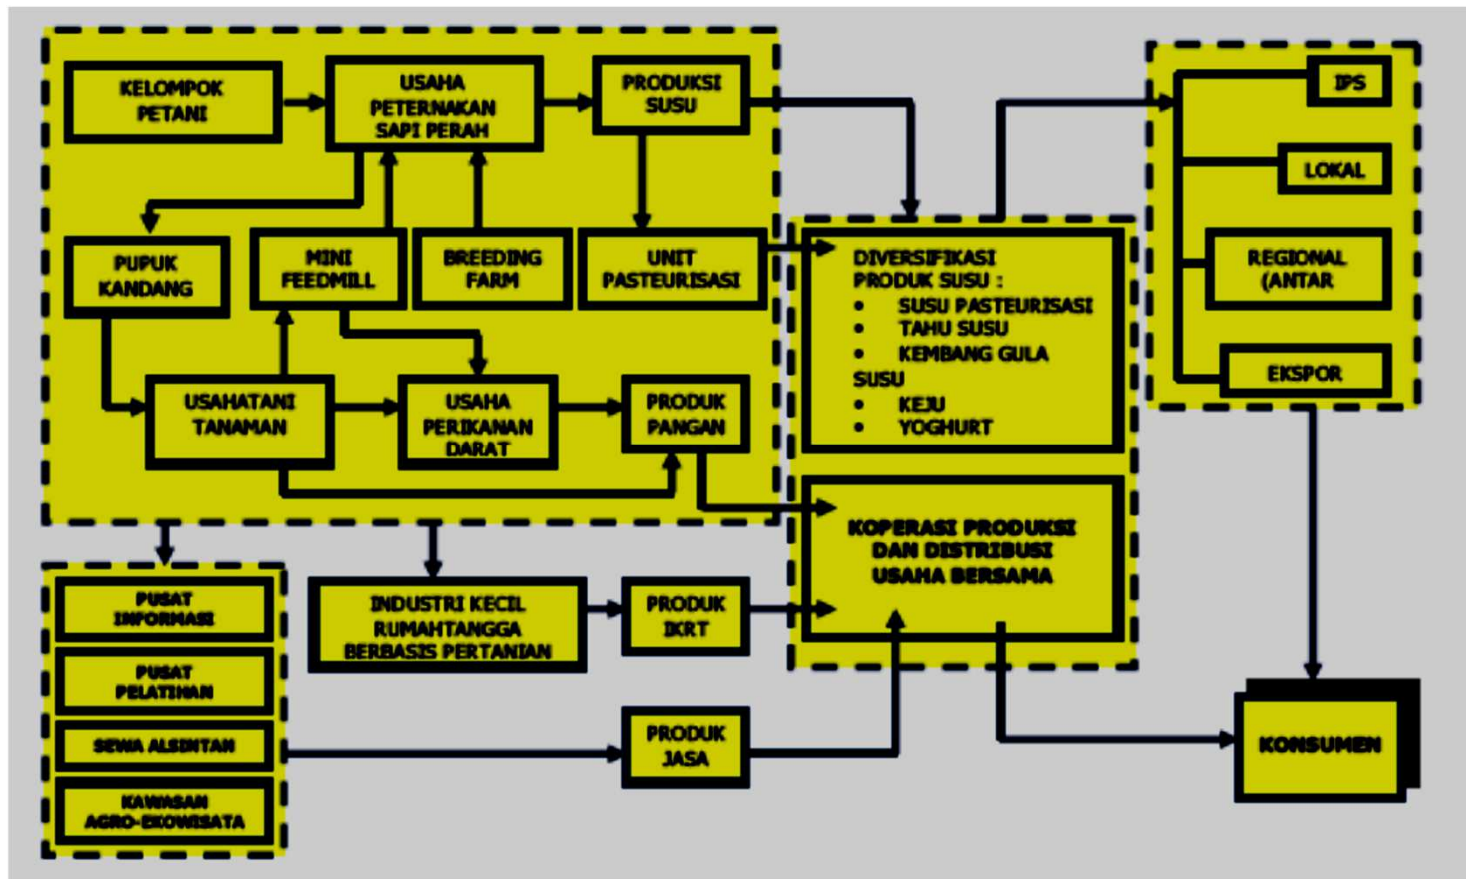 KELOMPOK
PETANI
USAHA
PETERNAKAN
SAPI PERAH
PRODUKSI
SUSU
IPS
LOKAL
REGIONAL
(ANTAR
EKSPOR
PUPUK
KANDANG
MINI
FEEDMILL
BREEDING
FARM
UNIT
PASTEURISASI
DIVERSIFIKASI
PRODUK SUSU :
• SUSU PASTEURISASI
• TAHU SUSU
• KEMBANG GULA
SUSU
• KEJU
• YOGHURT
USAHATANI
TANAMAN
USAHA
PERIKANAN
DARAT
PRODUK
PANGAN
KOPERASI PRODUKSI
DAN DISTRIBUSI
USAHA BERSAMA
PUSAT
INFORMASI
PUSAT
PELATIHAN
SEWA ALSINTAN
KAWASAN
AGRO-EKOWISATA
INDUSTRI KECIL
RUMAHTANGGA
BERBASIS PERTANIAN
PRODUK
IKRT
PRODUK
JASA
KONSUMEN